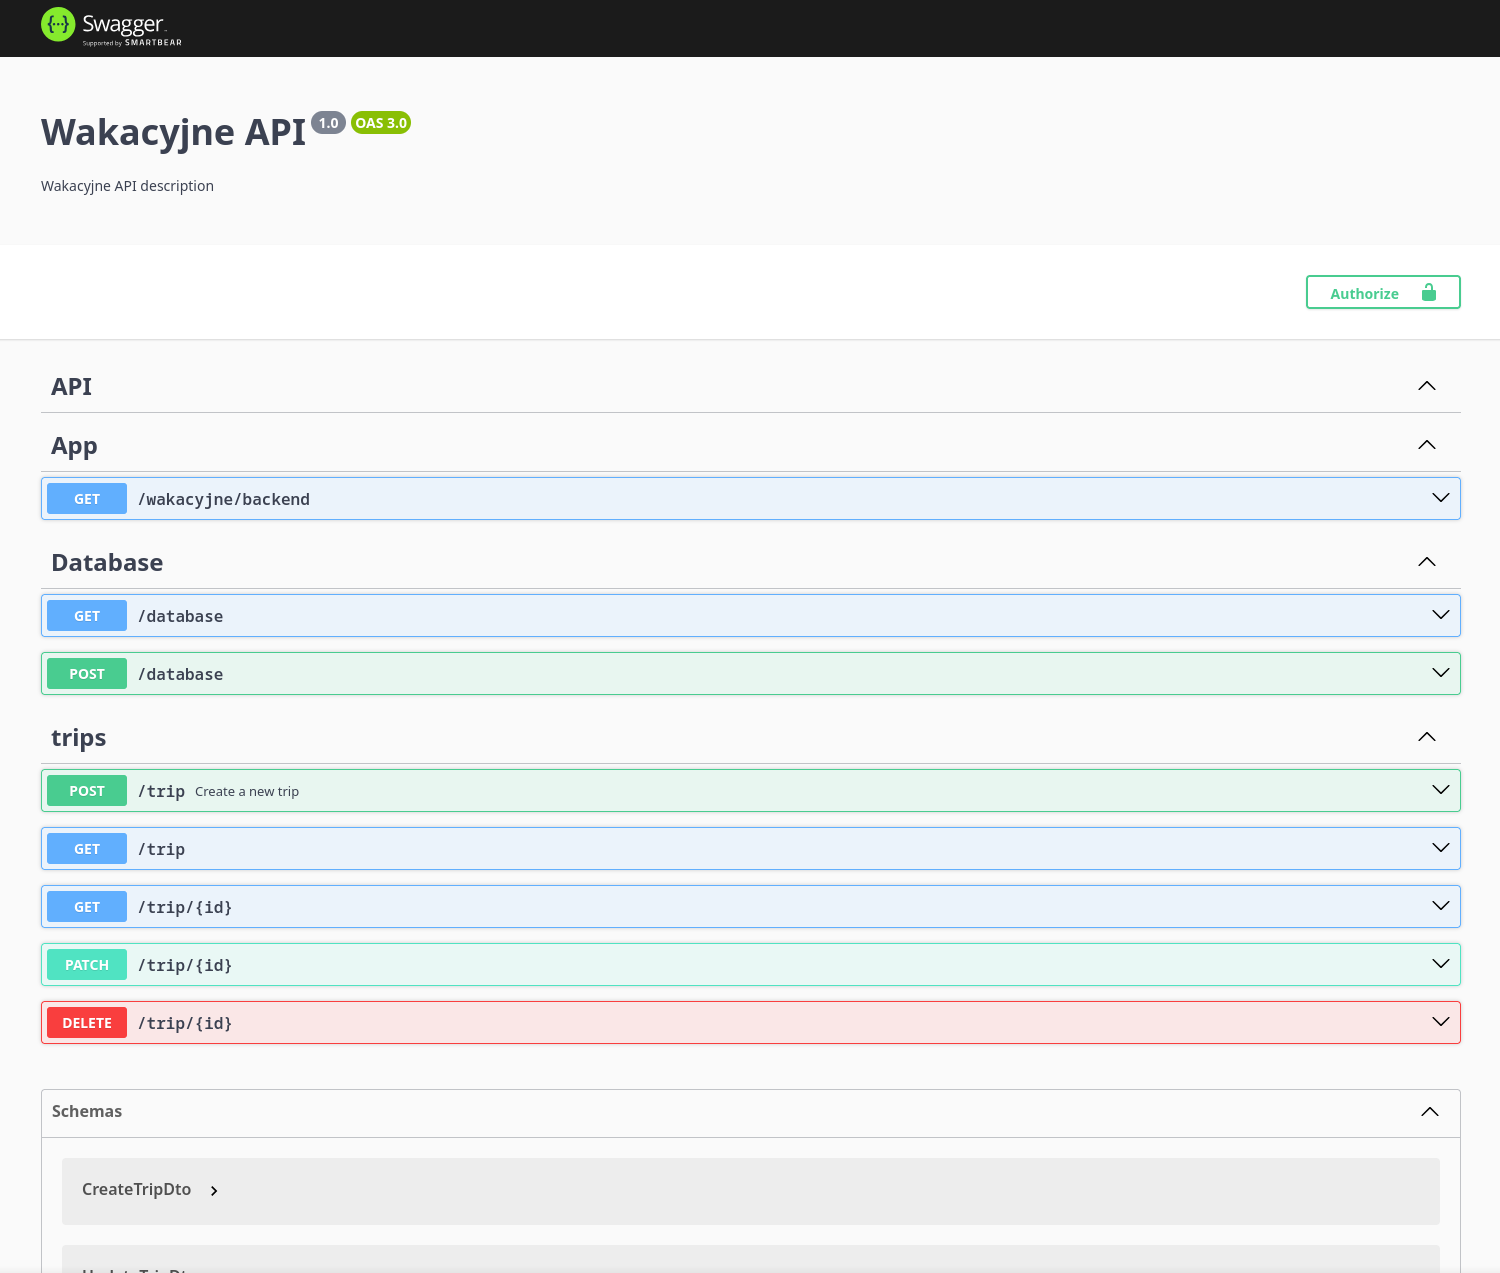 Swagger
Supported by SMARTBEAR
Wakacyjne API 1.0 OAS 3.0
Wakacyjne API description
Authorize
API
App
GET /wakacyjne/backend
Database
GET /database
POST /database
trips
POST /trip Create a new trip
GET /trip
GET /trip/{id}
PATCH /trip/{id}
DELETE /trip/{id}
Schemas
CreateTripDto